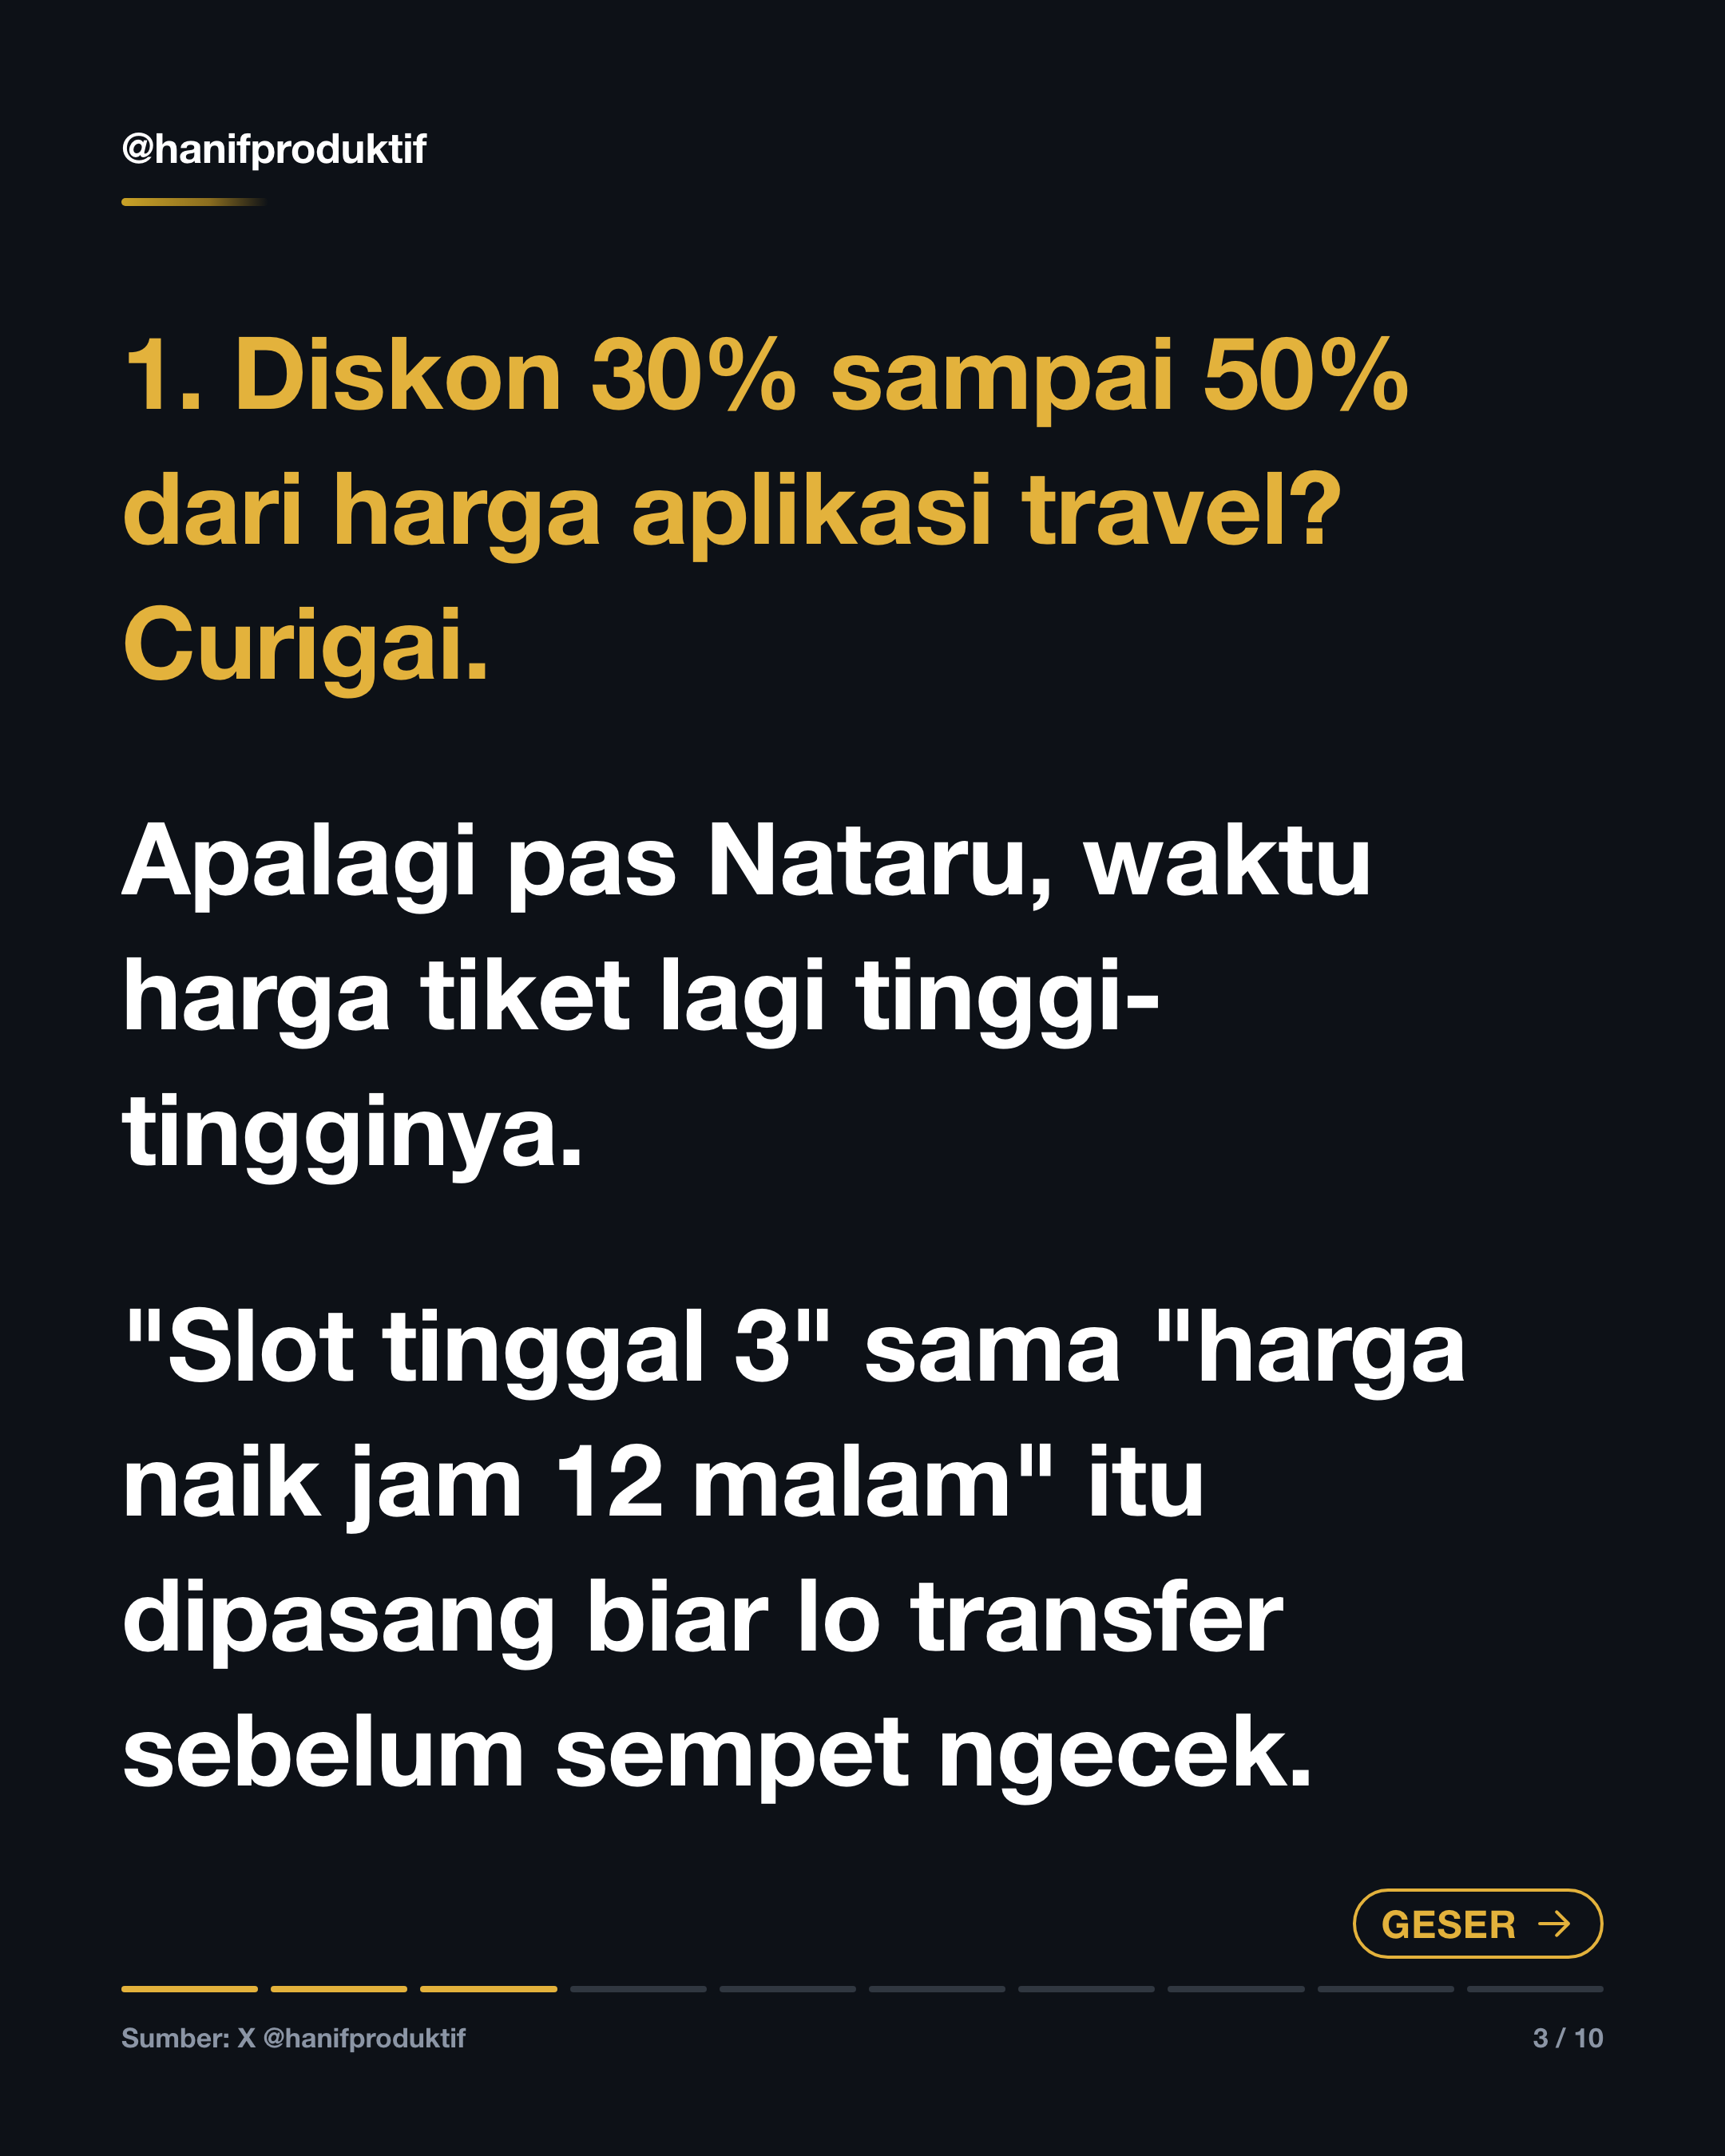 @hanifproduktif
1. Diskon 30% sampai 50%
dari harga aplikasi travel?
Curigai.
Apalagi pas Nataru, waktu
harga tiket lagi tinggi-
tingginya.
"Slot tinggal 3" sama "harga
naik jam 12 malam" itu
dipasang biar lo transfer
sebelum sempet ngecek.
GESER →
Sumber: X @hanifproduktif
3 / 10